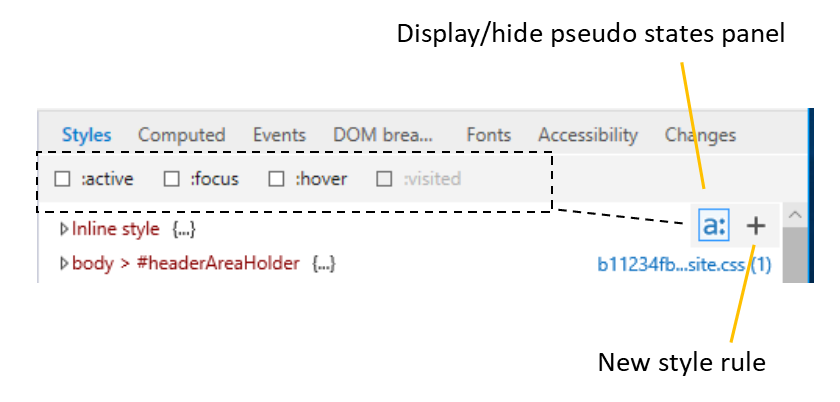 Display/hide pseudo states panel
Styles Computed Events DOM brea... Fonts Accessibility Changes
:active :focus :hover :visited
a: +
Inline style {...}
body > #headerAreaHolder {...} b11234fb...site.css (1)
New style rule